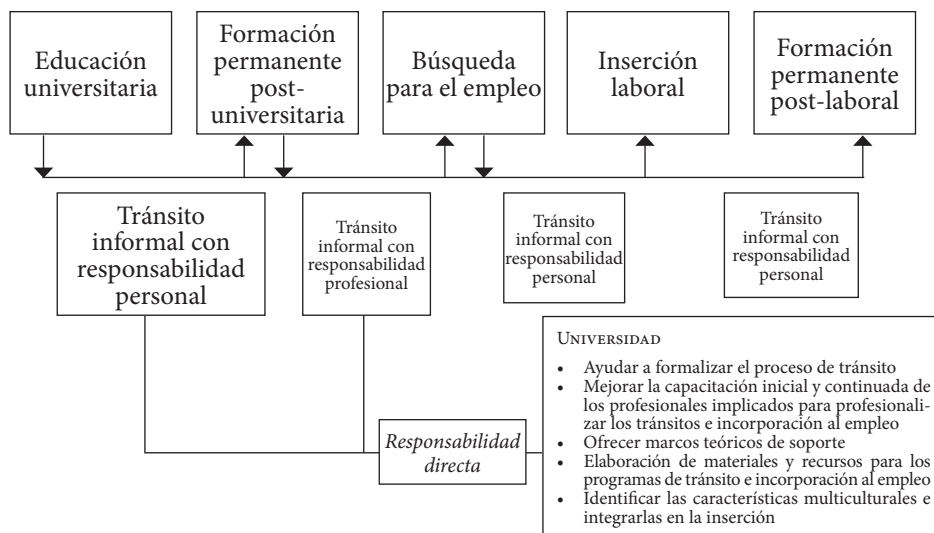 Educación
universitaria
Formación
permanente
post-
universitaria
Búsqueda
para el empleo
Inserción
laboral
Formación
permanente
post-laboral
Tránsito
informal con
responsabilidad
personal
Tránsito
informal con
responsabilidad
profesional
Tránsito
informal con
responsabilidad
personal
Tránsito
informal con
responsabilidad
personal
Responsabilidad
directa
UNIVERSIDAD
• Ayudar a formalizar el proceso de tránsito
• Mejorar la capacitación inicial y continuada de
los profesionales implicados para profesionali-
zar los tránsitos e incorporación al empleo
• Ofrecer marcos teóricos de soporte
• Elaboración de materiales y recursos para los
programas de tránsito e incorporación al empleo
• Identificar las características multiculturales e
integrarlas en la inserción